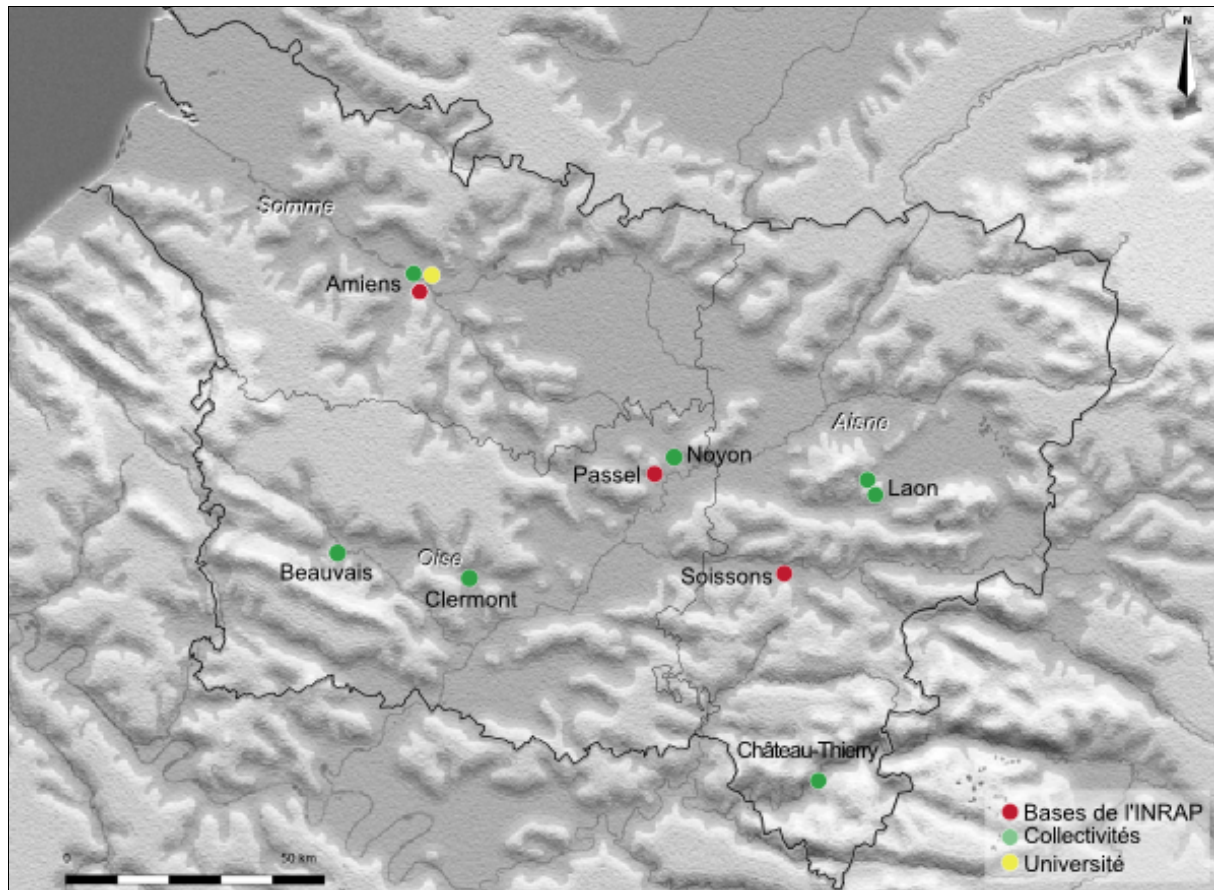 N
Somme
Amiens
Aisne
Noyon
Passel
Laon
Beauvais
Oise
Clermont
Soissons
Château-Thierry
Bases de l'INRAP
Collectivités
Université
0 50 km